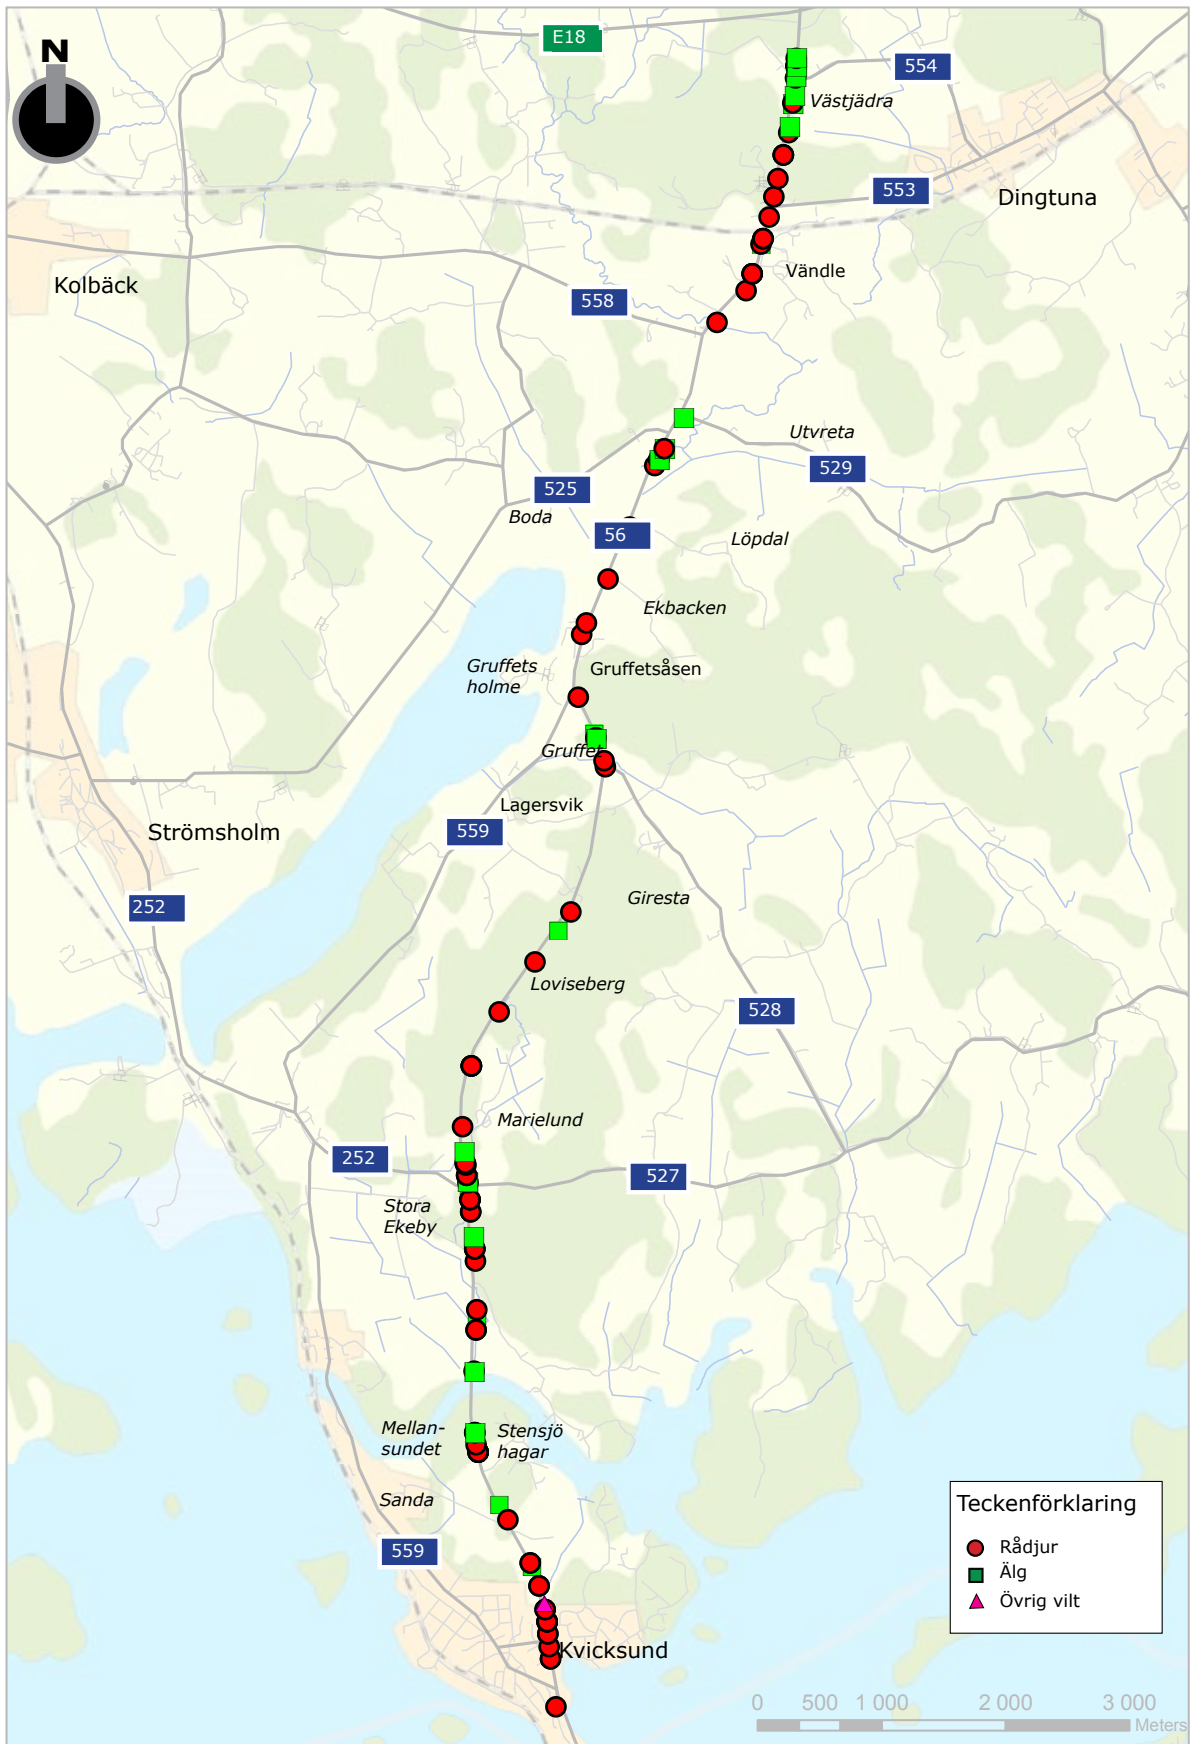 E18
N
554
Västjädra
553
Dingtuna
Kolbäck
Vändle
558
Utvreta
529
525
Boda
56
Löpdal
Ekbacken
Gruffets
holme
Gruffetsåsen
Gruffet
Lagersvik
559
Strömsholm
252
Giresta
Loviseberg
528
Marielund
252
527
Stora
Ekeby
Mellan-
sundet
Stensjö
hagar
Sanda
559
Kvicksund
Teckenförklaring
Rådjur
Älg
Övrig vilt
0 500 1 000 2 000 3 000
Meters